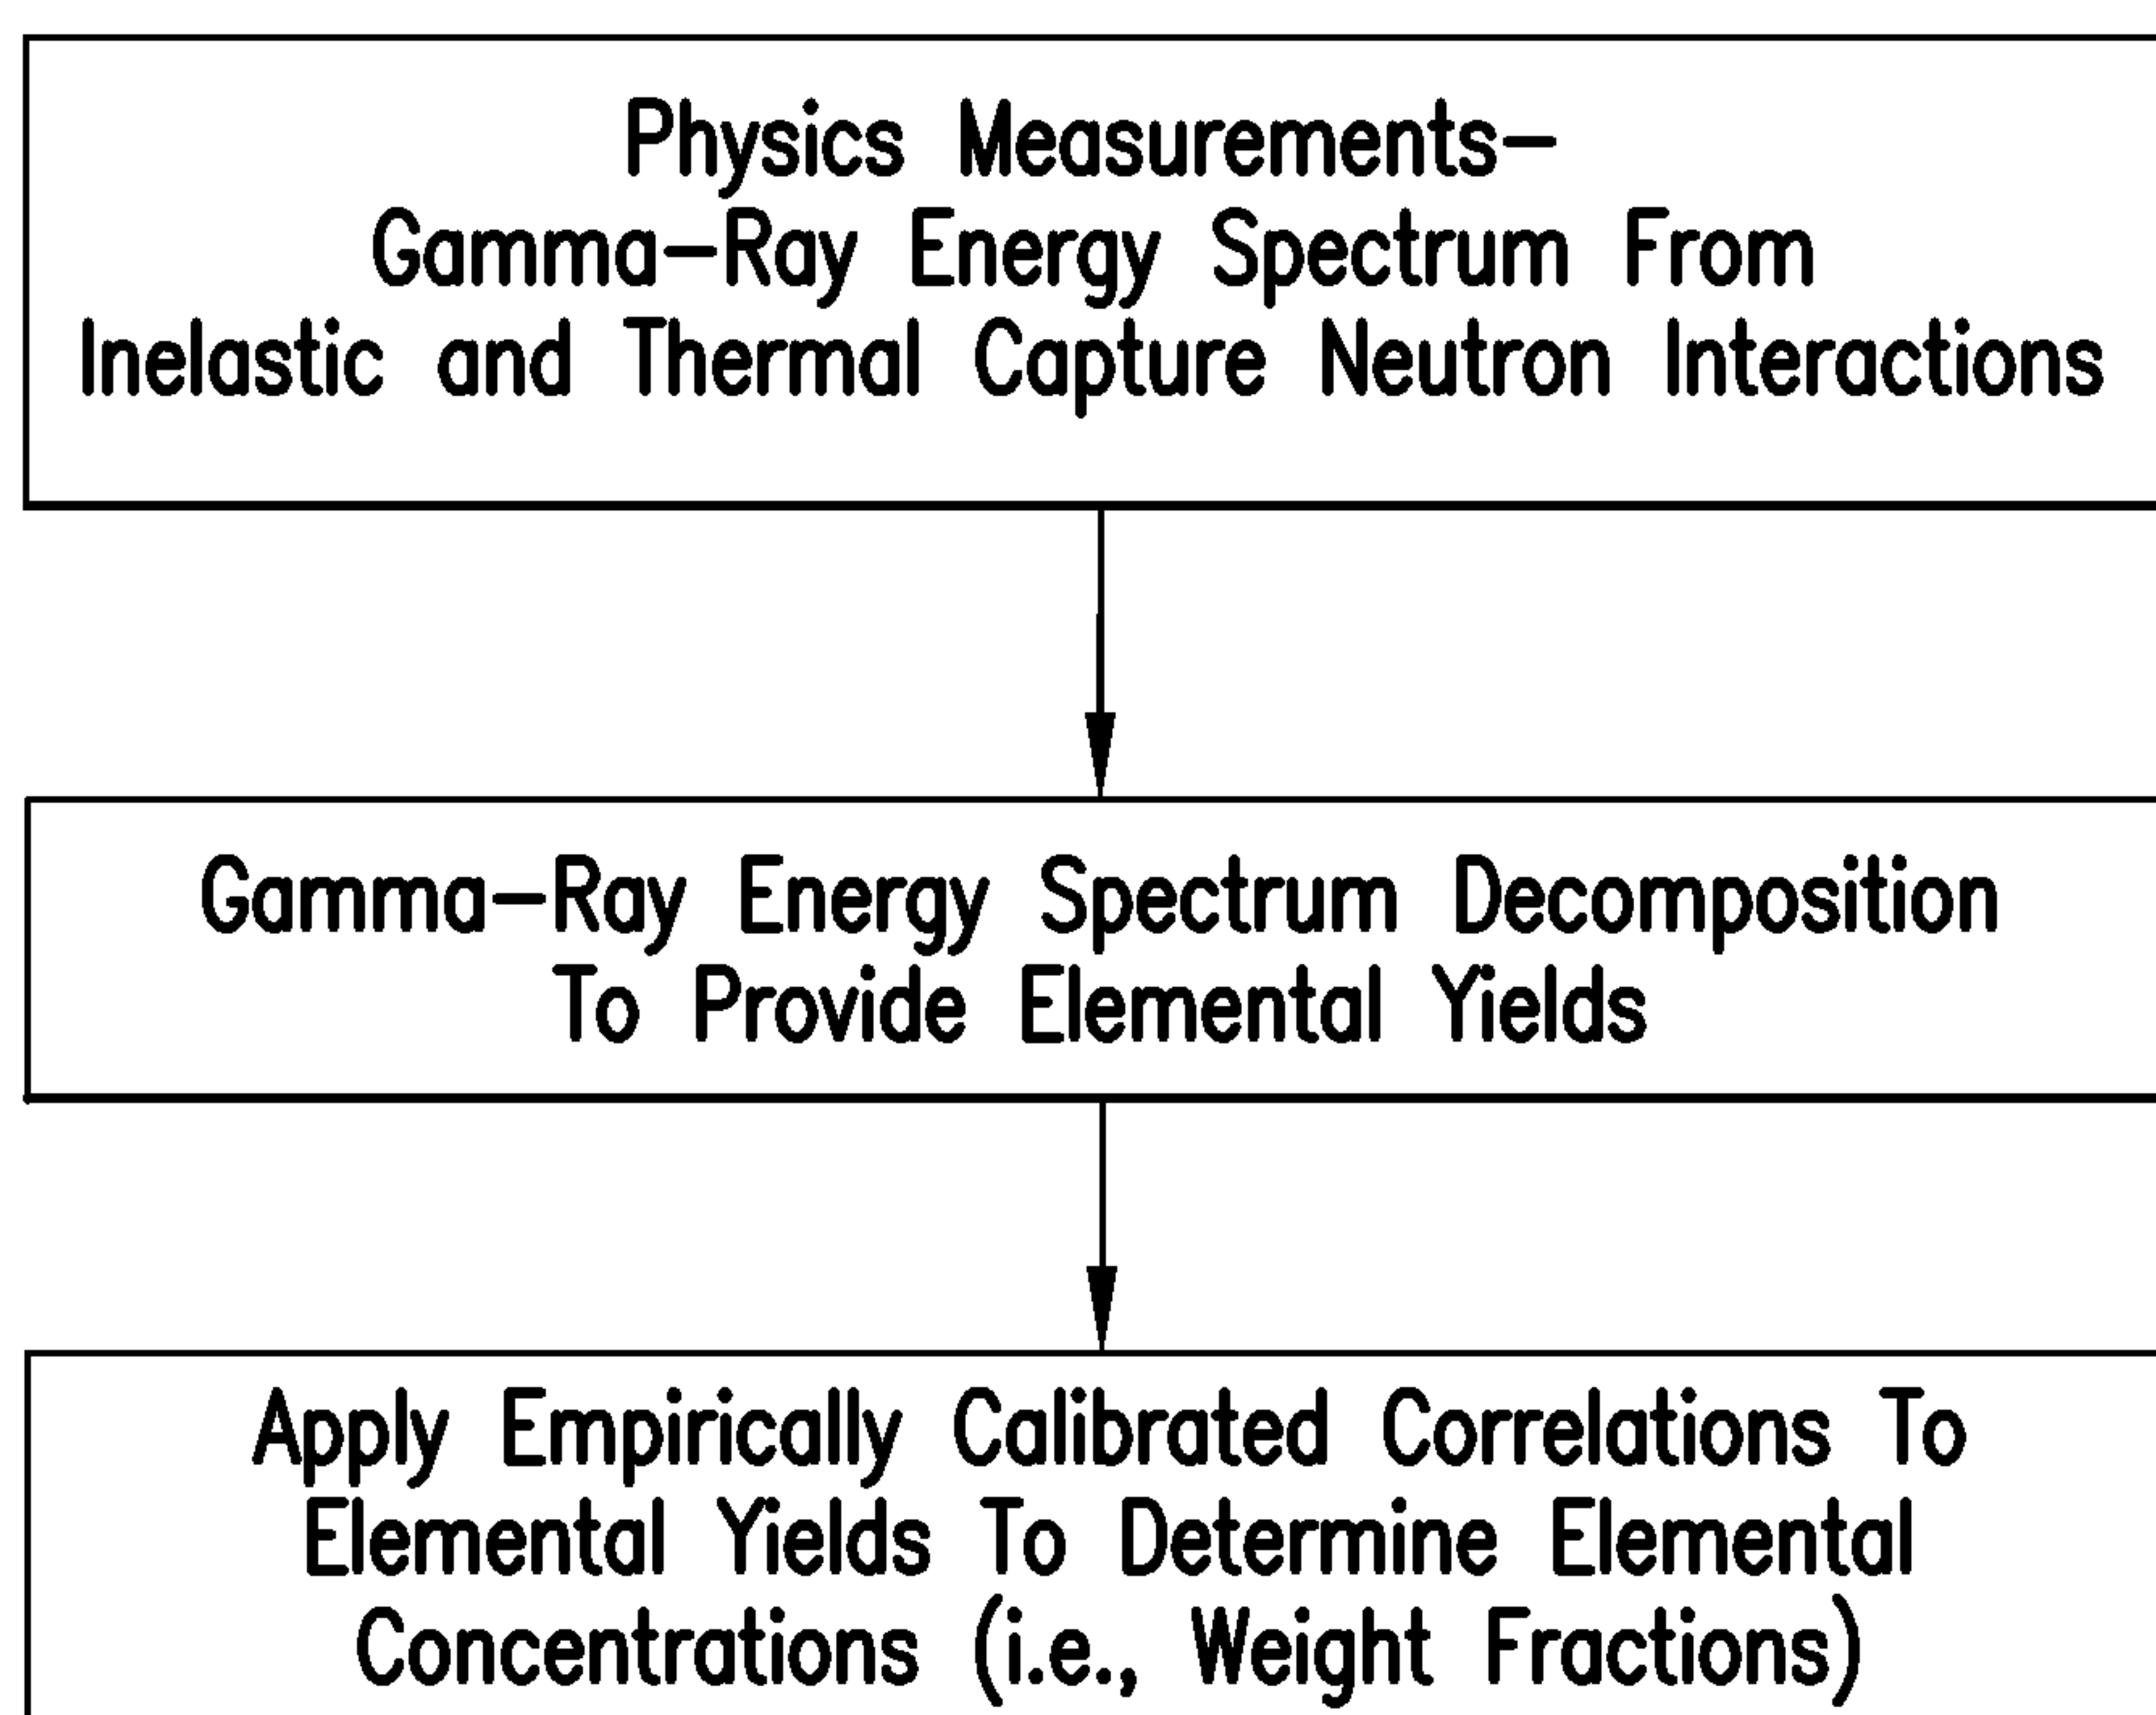 Physics Measurements—
Gamma—Ray Energy Spectrum From
Inelastic and Thermal Capture Neutron Interactions
Gamma—Ray Energy Spectrum Decomposition
To Provide Elemental Yields
Apply Empirically Calibrated Correlations To
Elemental Yields To Determine Elemental
Concentrations (i.e., Weight Fractions)